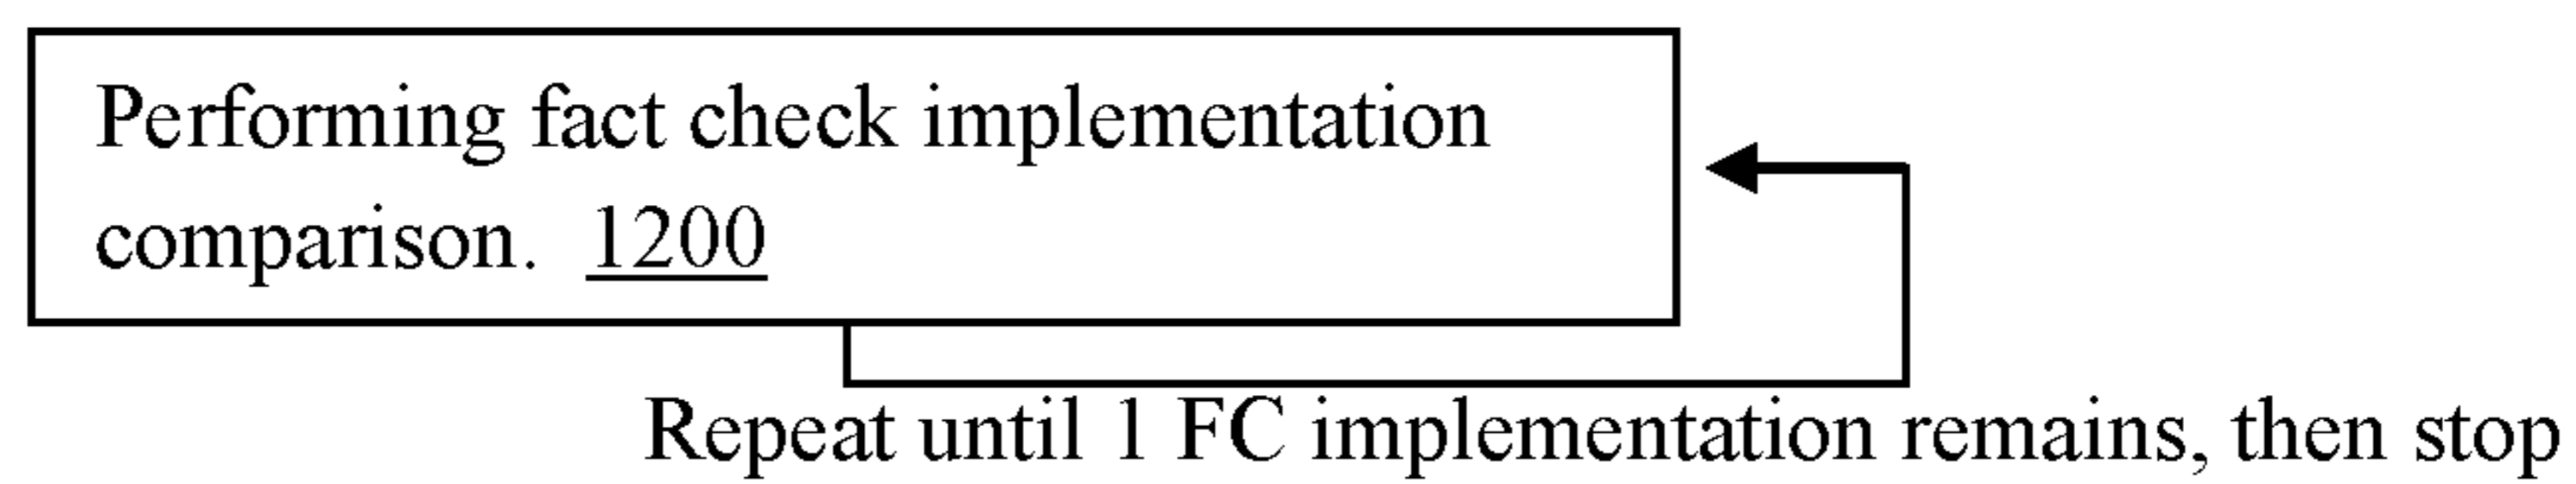 Performing fact check implementation
comparison. 1200
Repeat until 1 FC implementation remains, then stop